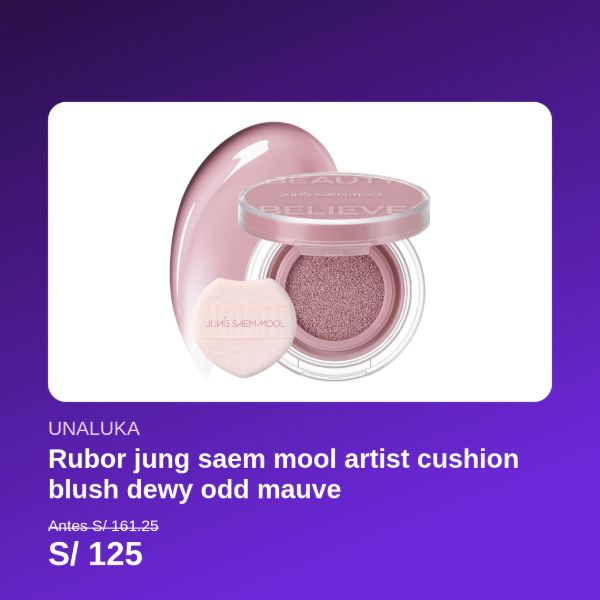 BEAUTY
JUNG SAEM MOOL
BELIEVE
JUNG SAEM MOOL
UNALUKA
Rubor jung saem mool artist cushion
blush dewy odd mauve
Antes S/ 161.25
S/ 125